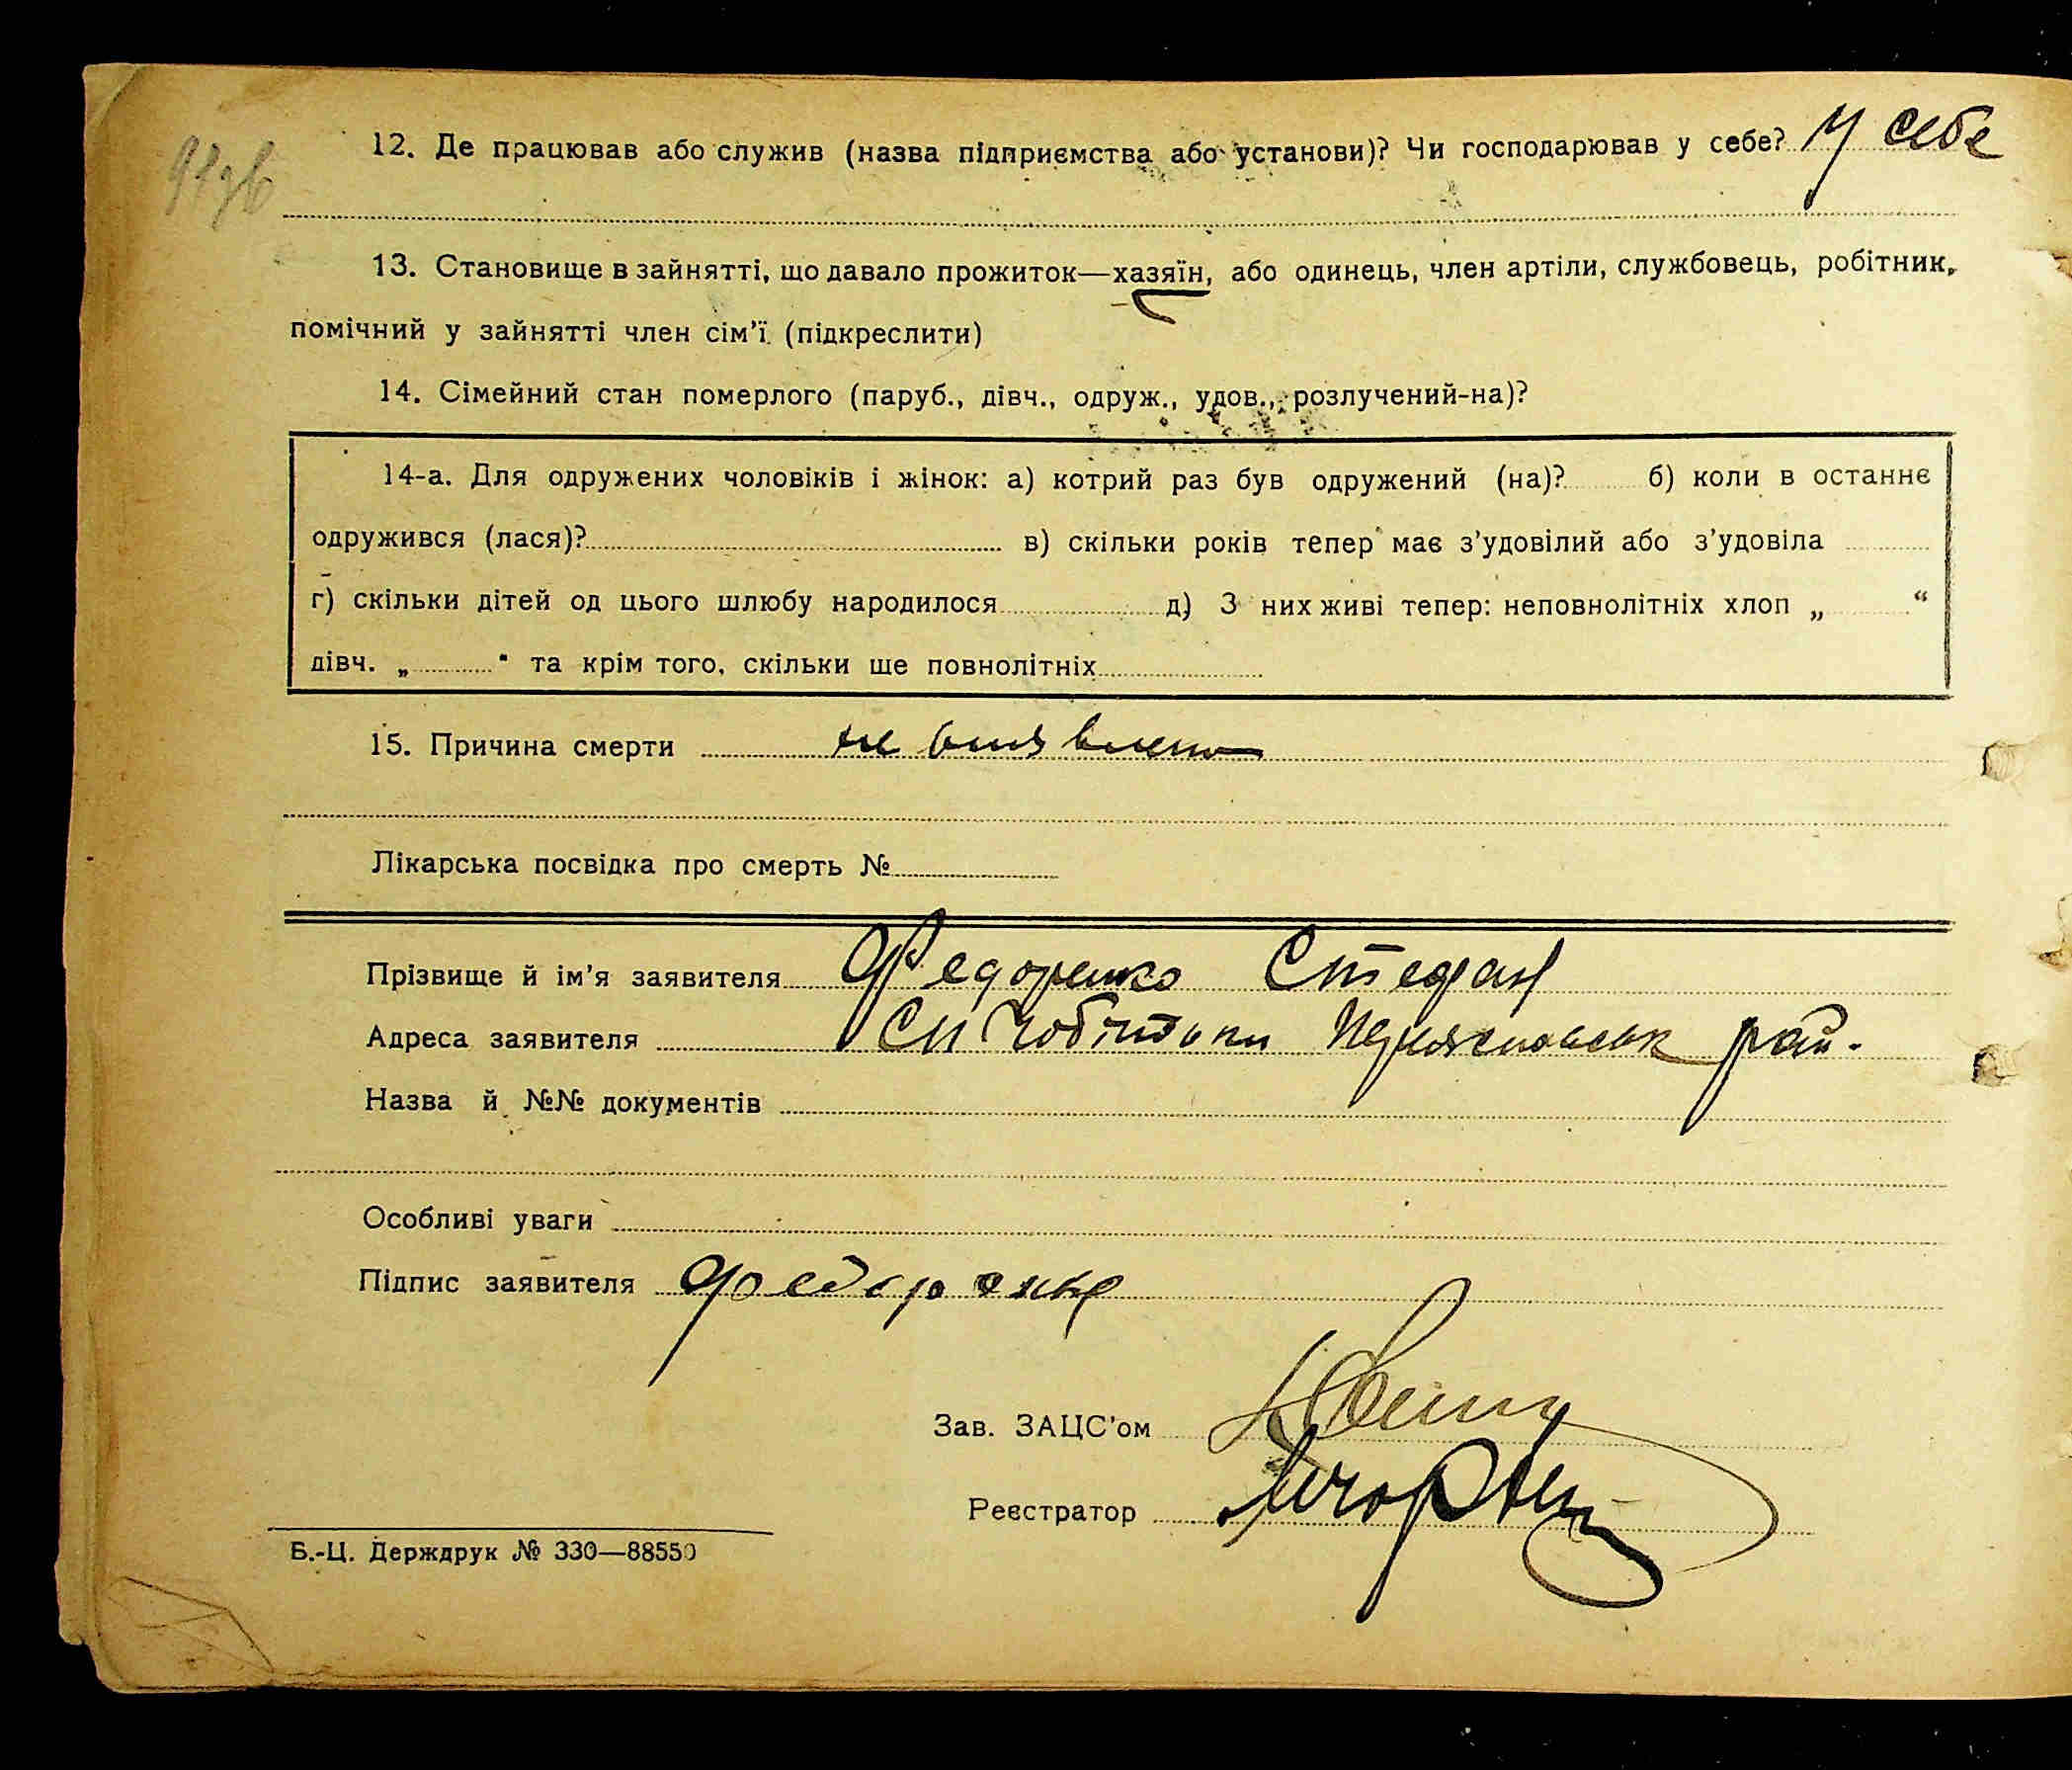 97зв
12. Де працював або служив (назва підприємства або установи)? Чи господарював у себе? У себе
13. Становище в зайнятті, що давало прожиток—хазяїн, або одинець, член артіли, службовець, робітник,
помічний у зайнятті член сім’ї (підкреслити)
14. Сімейний стан померлого (паруб., дівч., одруж., удов., розлучений-на)?
14-а. Для одружених чоловіків і жінок: а) котрий раз був одружений (на)? б) коли в останнє
одружився (лася)? в) скільки років тепер має з’удовілий або з’удовіла
г) скільки дітей од цього шлюбу народилося д) З них живі тепер: неповнолітніх хлоп „ “
дівч. „ “ та крім того, скільки ще повнолітніх
15. Причина смерти не виявлено
Лікарська посвідка про смерть №
Прізвище й ім’я заявителя Федоренко Стефан
Адреса заявителя рай.
Назва й №№ документів
Особливі уваги
Підпис заявителя Федоренко
Зав. ЗАЦС’ом
Реєстратор
Б.-Ц. Держдрук № 330—88550